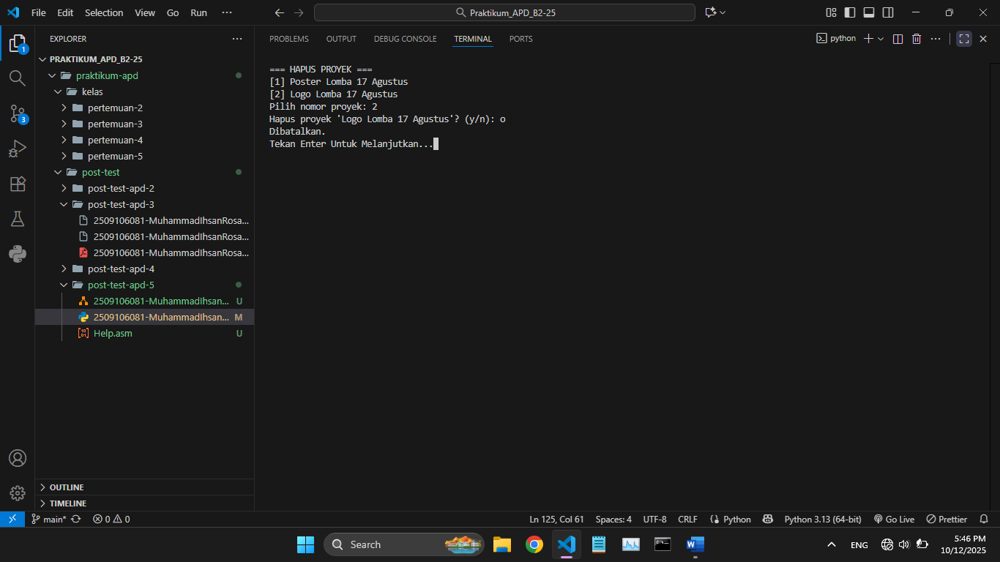 File Edit Selection View Go Run ···
Praktikum_APD_B2-25
EXPLORER
PRAKTIKUM_APD_B2-25
praktikum-apd
kelas
pertemuan-2
pertemuan-3
pertemuan-4
pertemuan-5
post-test
post-test-apd-2
post-test-apd-3
2509106081-MuhammadIhsanRosa...
2509106081-MuhammadIhsanRosa...
2509106081-MuhammadIhsanRosa...
post-test-apd-4
post-test-apd-5
2509106081-MuhammadIhsan... U
2509106081-MuhammadIhsan... M
Help.asm U
OUTLINE
TIMELINE
1
3
PROBLEMS OUTPUT DEBUG CONSOLE TERMINAL PORTS
python
=== HAPUS PROYEK ===
[1] Poster Lomba 17 Agustus
[2] Logo Lomba 17 Agustus
Pilih nomor proyek: 2
Hapus proyek 'Logo Lomba 17 Agustus'? (y/n): o
Dibatalkan.
Tekan Enter Untuk Melanjutkan...
main* 0 0
Ln 125, Col 61 Spaces: 4 UTF-8 CRLF Python Python 3.13 (64-bit) Go Live Prettier
Search
ENG
5:46 PM
10/12/2025